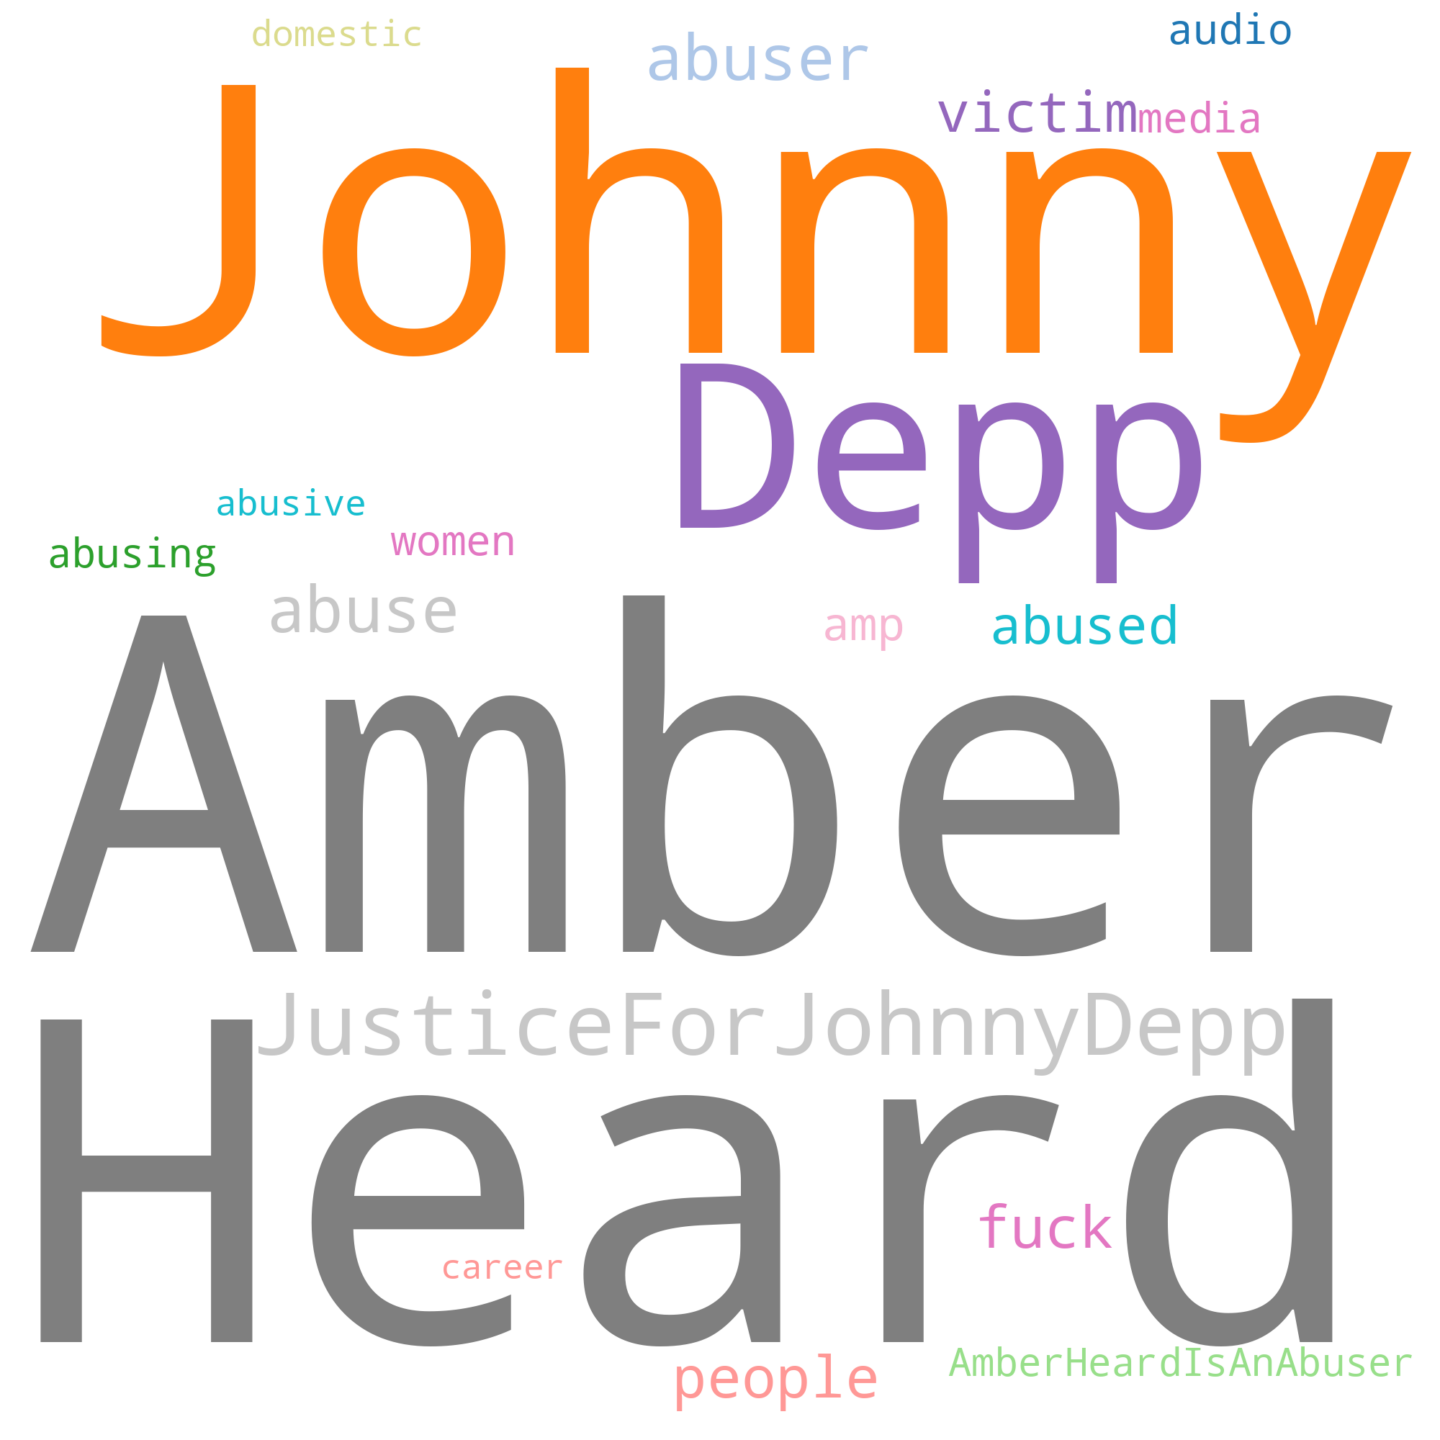 domestic
audio
abuser
victim
media
Johnny
Depp
abusive
women
abusing
abuse
amp
abused
Amber
JusticeForJohnnyDepp
Heard
fuck
career
people
AmberHeardIsAnAbuser